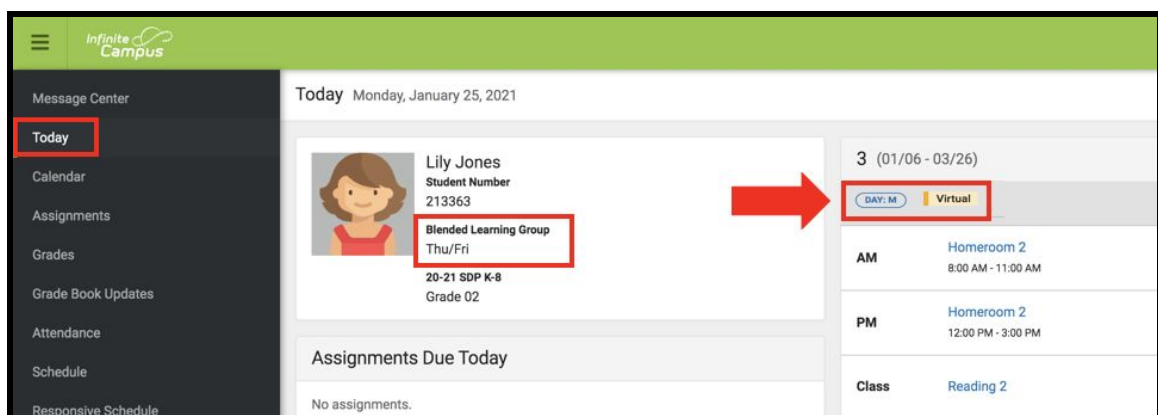 Infinite
Campus
Message Center
Today
Calendar
Assignments
Grades
Grade Book Updates
Attendance
Schedule
Responsive Schedule
Today Monday, January 25, 2021
Lily Jones
Student Number
213363
Blended Learning Group
Thu/Fri
20-21 SDP K-8
Grade 02
Assignments Due Today
No assignments.
3 (01/06 - 03/26)
DAY: M Virtual
AM Homeroom 2
8:00 AM - 11:00 AM
PM Homeroom 2
12:00 PM - 3:00 PM
Class Reading 2